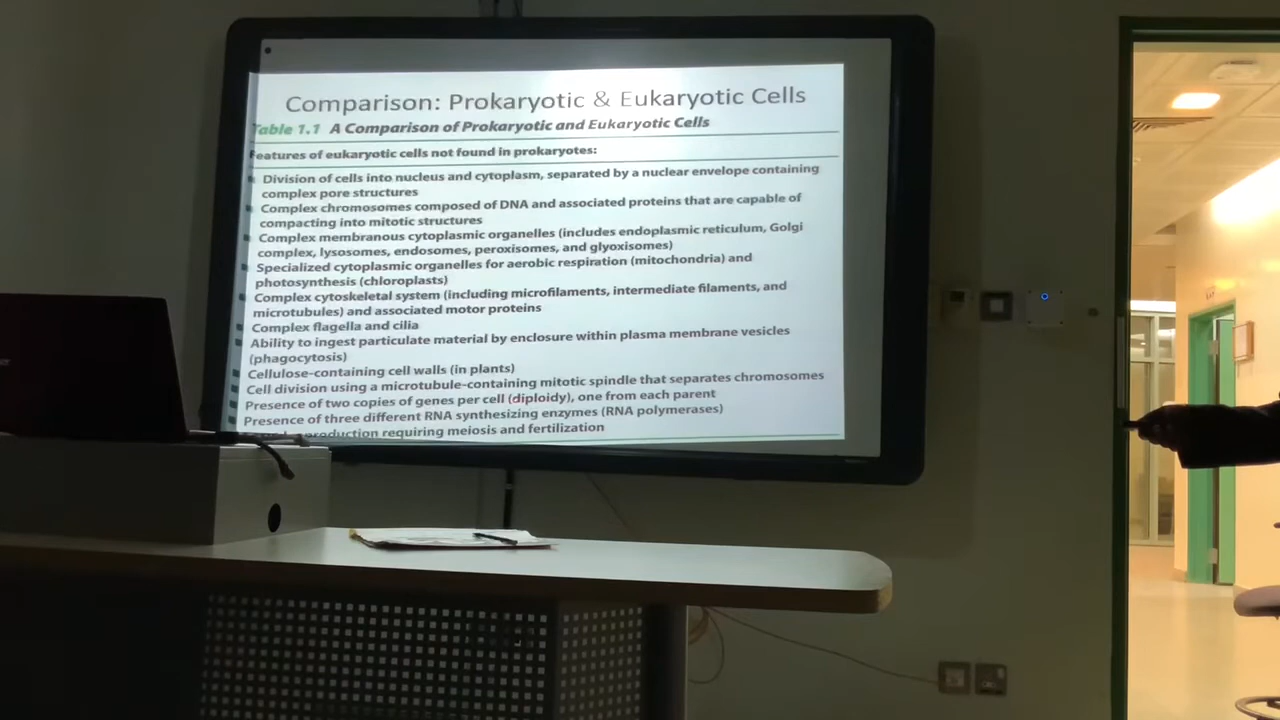 Comparison: Prokaryotic & Eukaryotic Cells
Table 1.1 A Comparison of Prokaryotic and Eukaryotic Cells
Features of eukaryotic cells not found in prokaryotes:
Division of cells into nucleus and cytoplasm, separated by a nuclear envelope containing
complex pore structures
Complex chromosomes composed of DNA and associated proteins that are capable of
compacting into mitotic structures
Complex membranous cytoplasmic organelles (includes endoplasmic reticulum, Golgi
complex, lysosomes, endosomes, peroxisomes, and glyoxisomes)
Specialized cytoplasmic organelles for aerobic respiration (mitochondria) and
photosynthesis (chloroplasts)
Complex cytoskeletal system (including microfilaments, intermediate filaments, and
microtubules) and associated motor proteins
Complex flagella and cilia
Ability to ingest particulate material by enclosure within plasma membrane vesicles
(phagocytosis)
Cellulose-containing cell walls (in plants)
Cell division using a microtubule-containing mitotic spindle that separates chromosomes
Presence of two copies of genes per cell (diploidy), one from each parent
Presence of three different RNA synthesizing enzymes (RNA polymerases)
requiring meiosis and fertilization